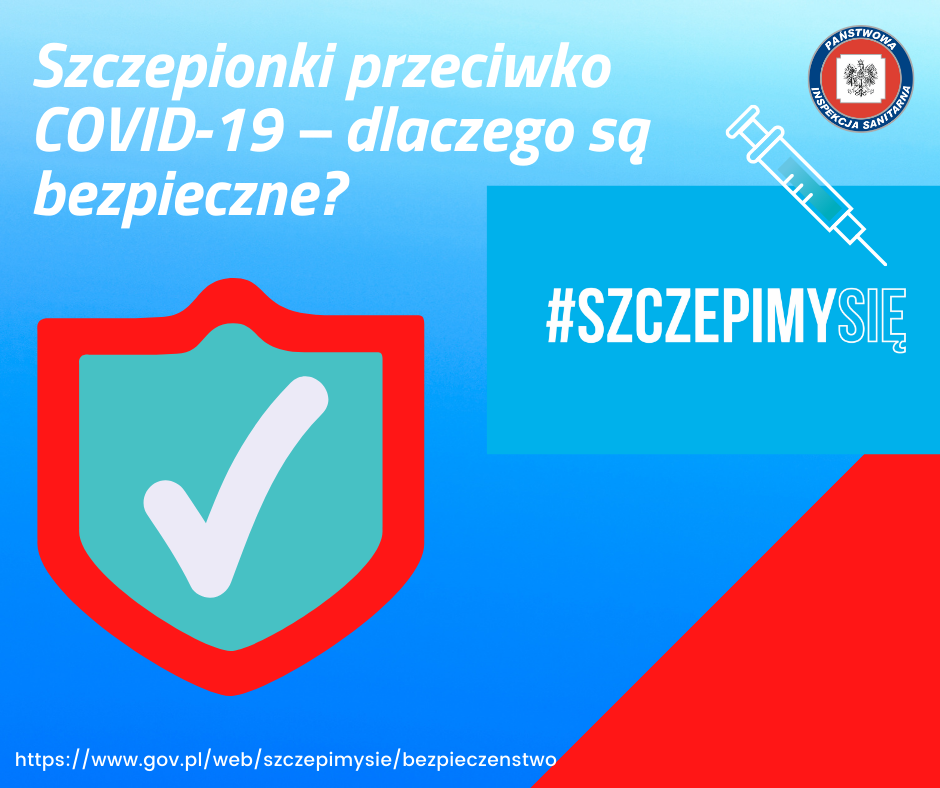 Szczepionki przeciwko
COVID-19 – dlaczego są
bezpieczne?
PAŃSTWOWA
INSPEKCJA SANITARNA
#SZCZEPIMYSIĘ
https://www.gov.pl/web/szczepimysie/bezpieczenstwo